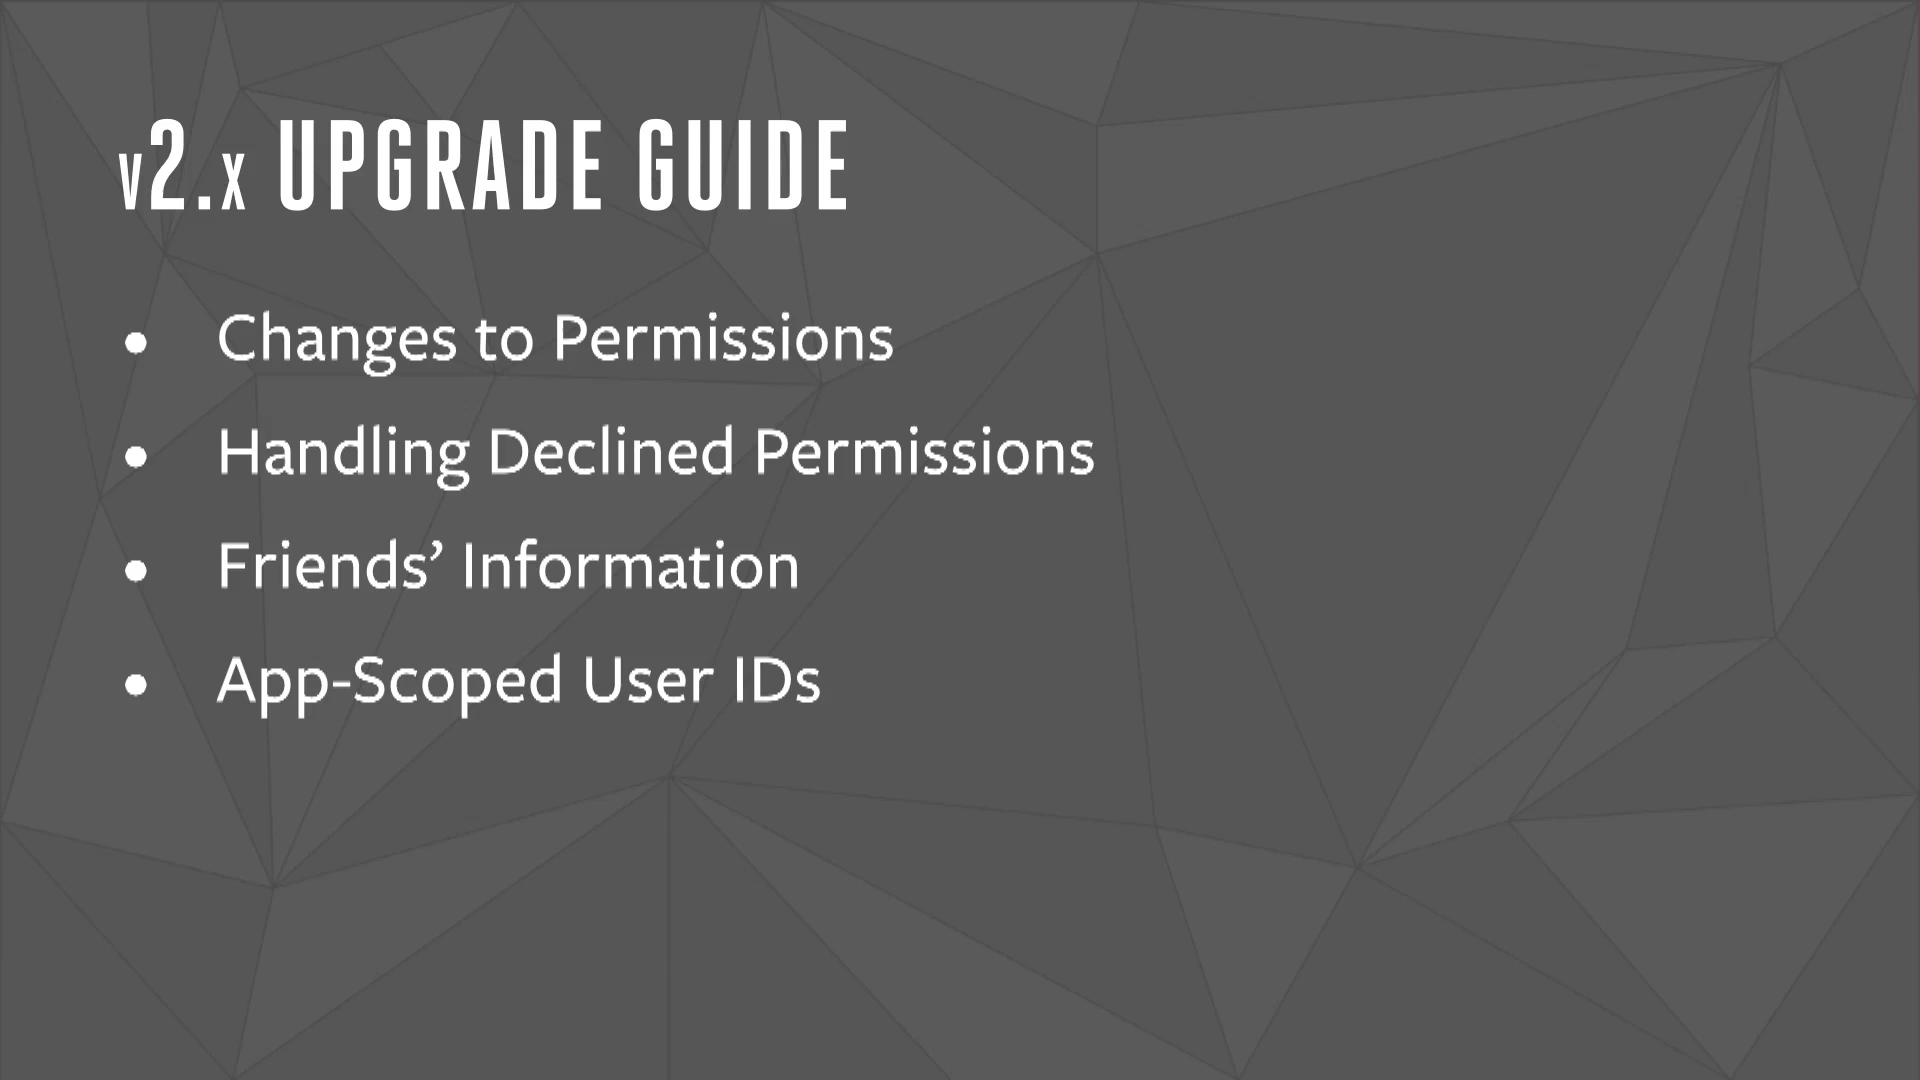 v2.x UPGRADE GUIDE
• Changes to Permissions
• Handling Declined Permissions
• Friends’ Information
• App-Scoped User IDs